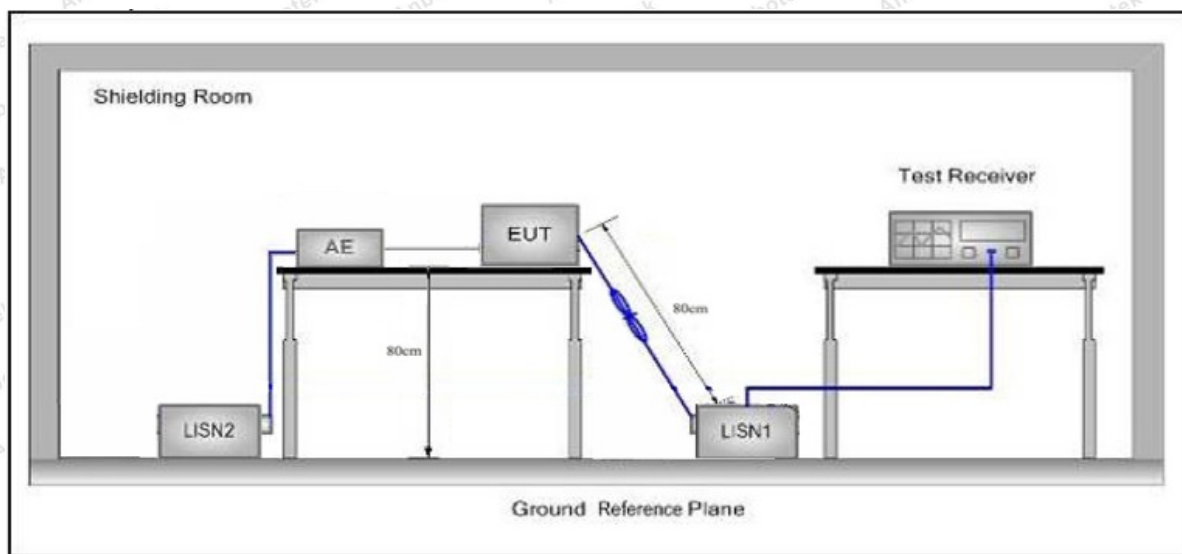 Shielding Room
Test Receiver
AE
EUT
80cm
80cm
LISN2
LISN1
Ground Reference Plane